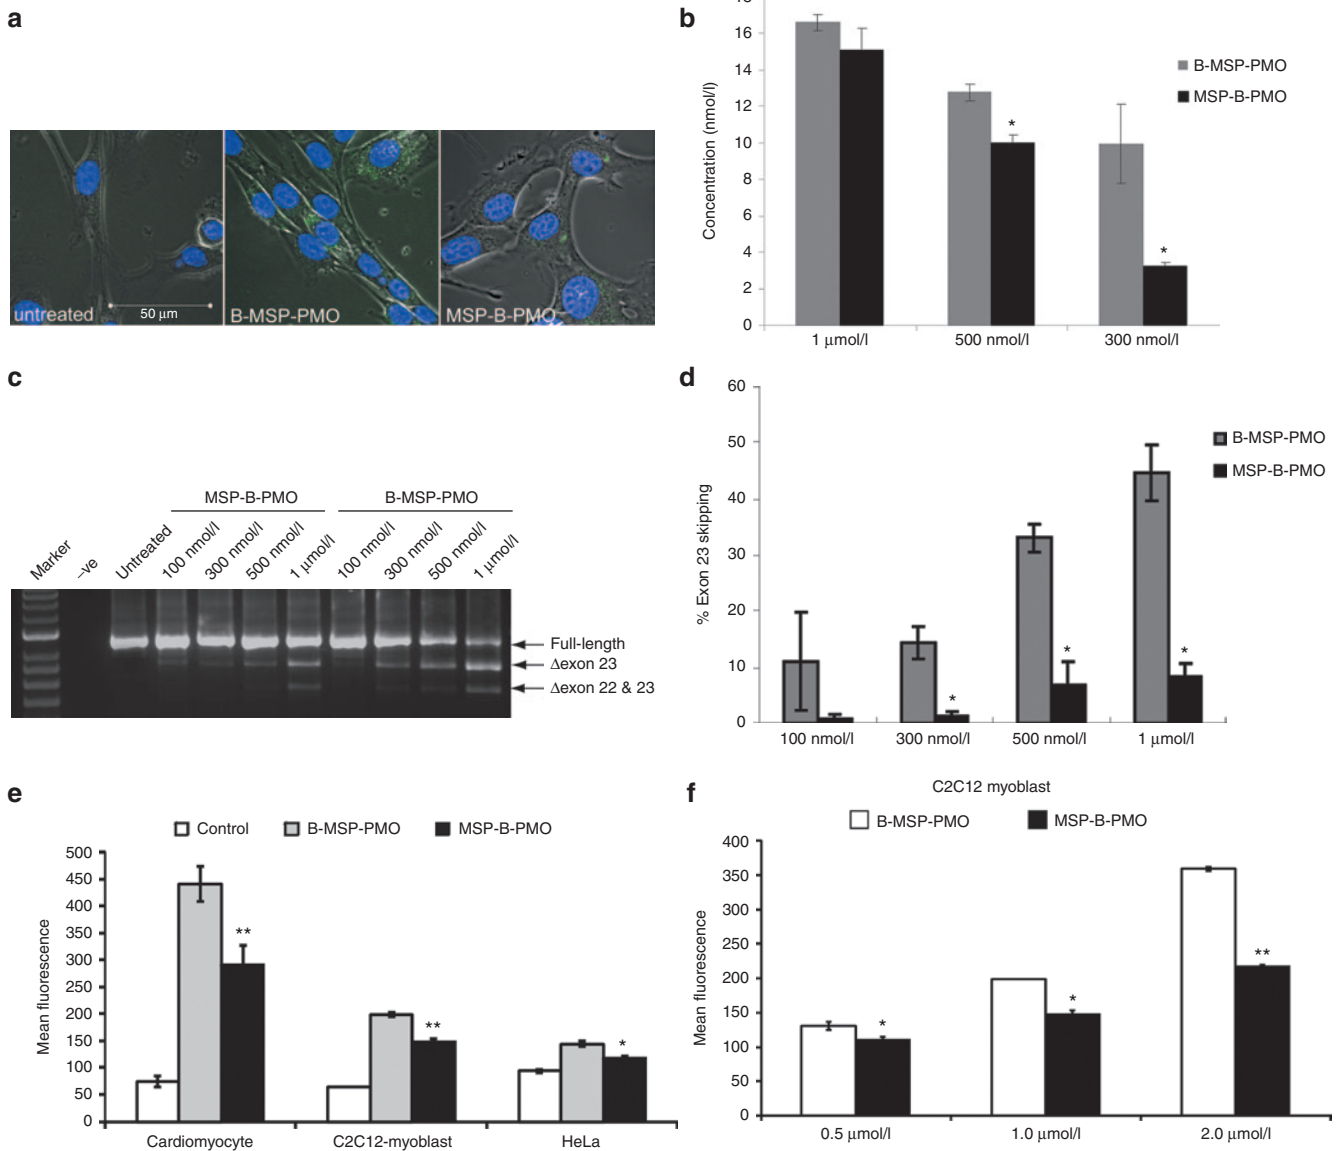 a
untreated
50 μm
B-MSP-PMO
MSP-B-PMO
b
Concentration (nmol/l)
16
14
12
10
8
6
4
2
0
*
*
B-MSP-PMO
MSP-B-PMO
1 μmol/l
500 nmol/l
300 nmol/l
c
MSP-B-PMO
B-MSP-PMO
Marker
–ve
Untreated
100 nmol/l
300 nmol/l
500 nmol/l
1 μmol/l
100 nmol/l
300 nmol/l
500 nmol/l
1 μmol/l
Full-length
Δexon 23
Δexon 22 & 23
d
% Exon 23 skipping
60
50
40
30
20
10
0
*
*
*
B-MSP-PMO
MSP-B-PMO
100 nmol/l
300 nmol/l
500 nmol/l
1 μmol/l
e
Control
B-MSP-PMO
MSP-B-PMO
Mean fluorescence
500
450
400
350
300
250
200
150
100
50
0
**
**
*
Cardiomyocyte
C2C12-myoblast
HeLa
f
C2C12 myoblast
B-MSP-PMO
MSP-B-PMO
Mean fluorescence
400
350
300
250
200
150
100
50
0
*
*
**
0.5 μmol/l
1.0 μmol/l
2.0 μmol/l